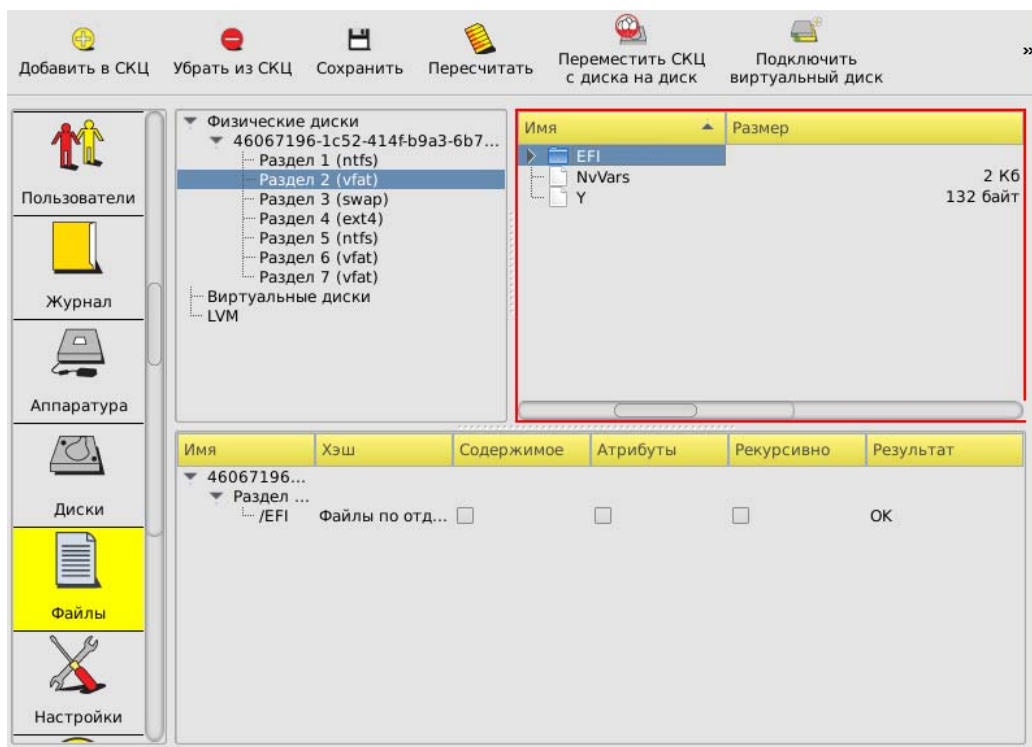 Добавить в СКЦ
Убрать из СКЦ
Сохранить
Пересчитать
Переместить СКЦ
с диска на диск
Подключить
виртуальный диск
»
Пользователи
Журнал
Аппаратура
Диски
Файлы
Настройки
Физические диски
46067196-1c52-414f-b9a3-6b7...
Раздел 1 (ntfs)
Раздел 2 (vfat)
Раздел 3 (swap)
Раздел 4 (ext4)
Раздел 5 (ntfs)
Раздел 6 (vfat)
Раздел 7 (vfat)
Виртуальные диски
LVM
Имя Размер
EFI
NvVars 2 Кб
Y 132 байт
Имя Хэш Содержимое Атрибуты Рекурсивно Результат
46067196...
Раздел ...
/EFI Файлы по отд... OK